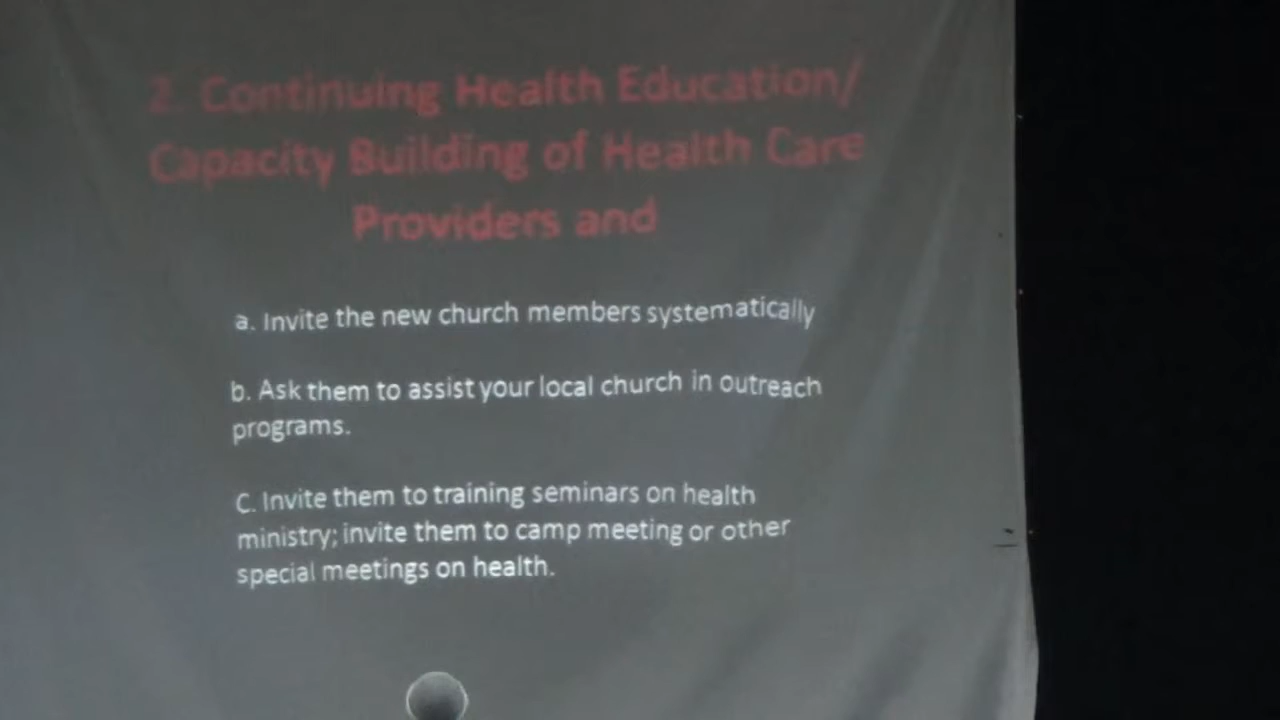 2. Continuing Health Education/
Capacity Building of Health Care
Providers and
a. Invite the new church members systematically
b. Ask them to assist your local church in outreach
programs.
C. Invite them to training seminars on health
ministry; invite them to camp meeting or other
special meetings on health.